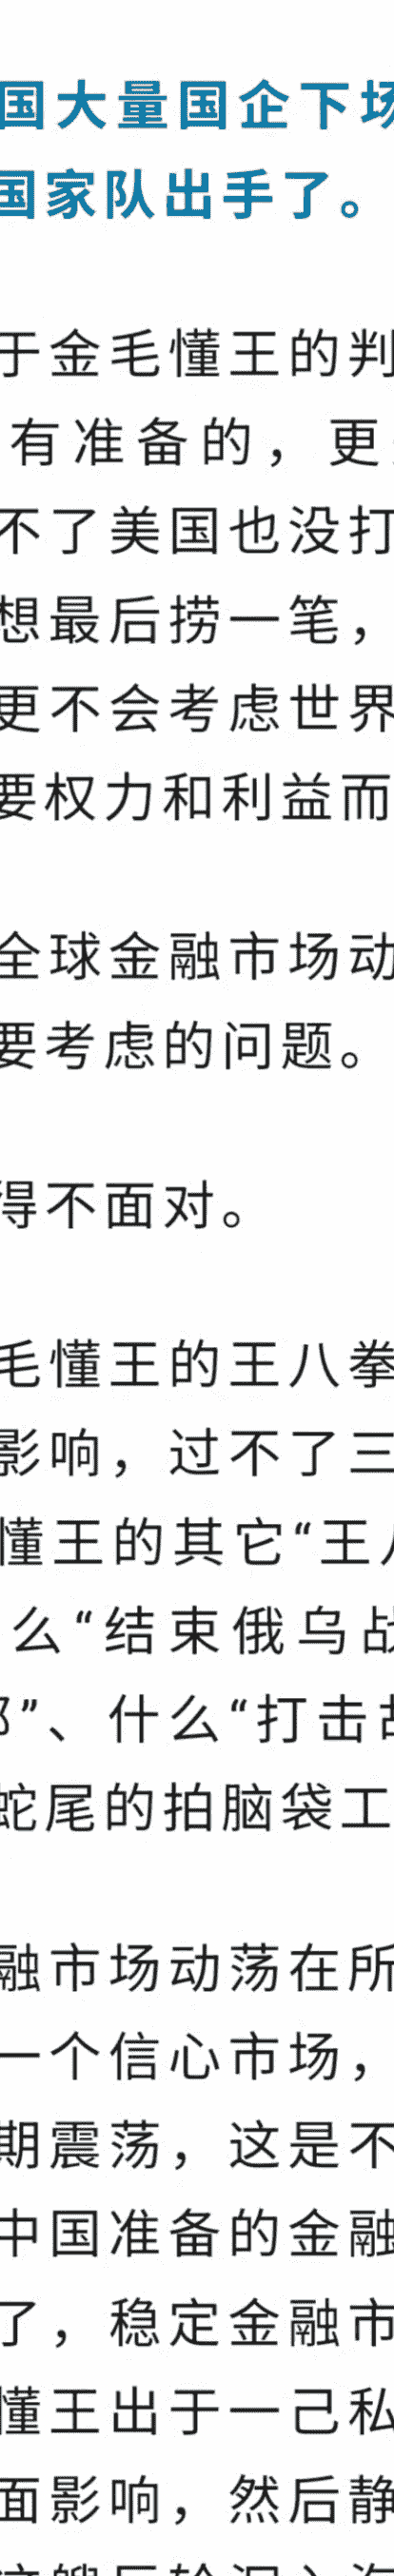 国大量国企下场
国家队出手了。
于金毛懂王的判
有准备的，更
不了美国也没打
想最后捞一笔，
更不会考虑世界
要权力和利益而
全球金融市场动
要考虑的问题。
得不面对。
毛懂王的王八拳
影响，过不了三
懂王的其它“王八
么“结束俄乌战
”、什么“打击
蛇尾的拍脑袋工
融市场动荡在所
一个信心市场，
期震荡，这是不
中国准备的金融
了，稳定金融市
懂王出于一己私
面影响，然后静